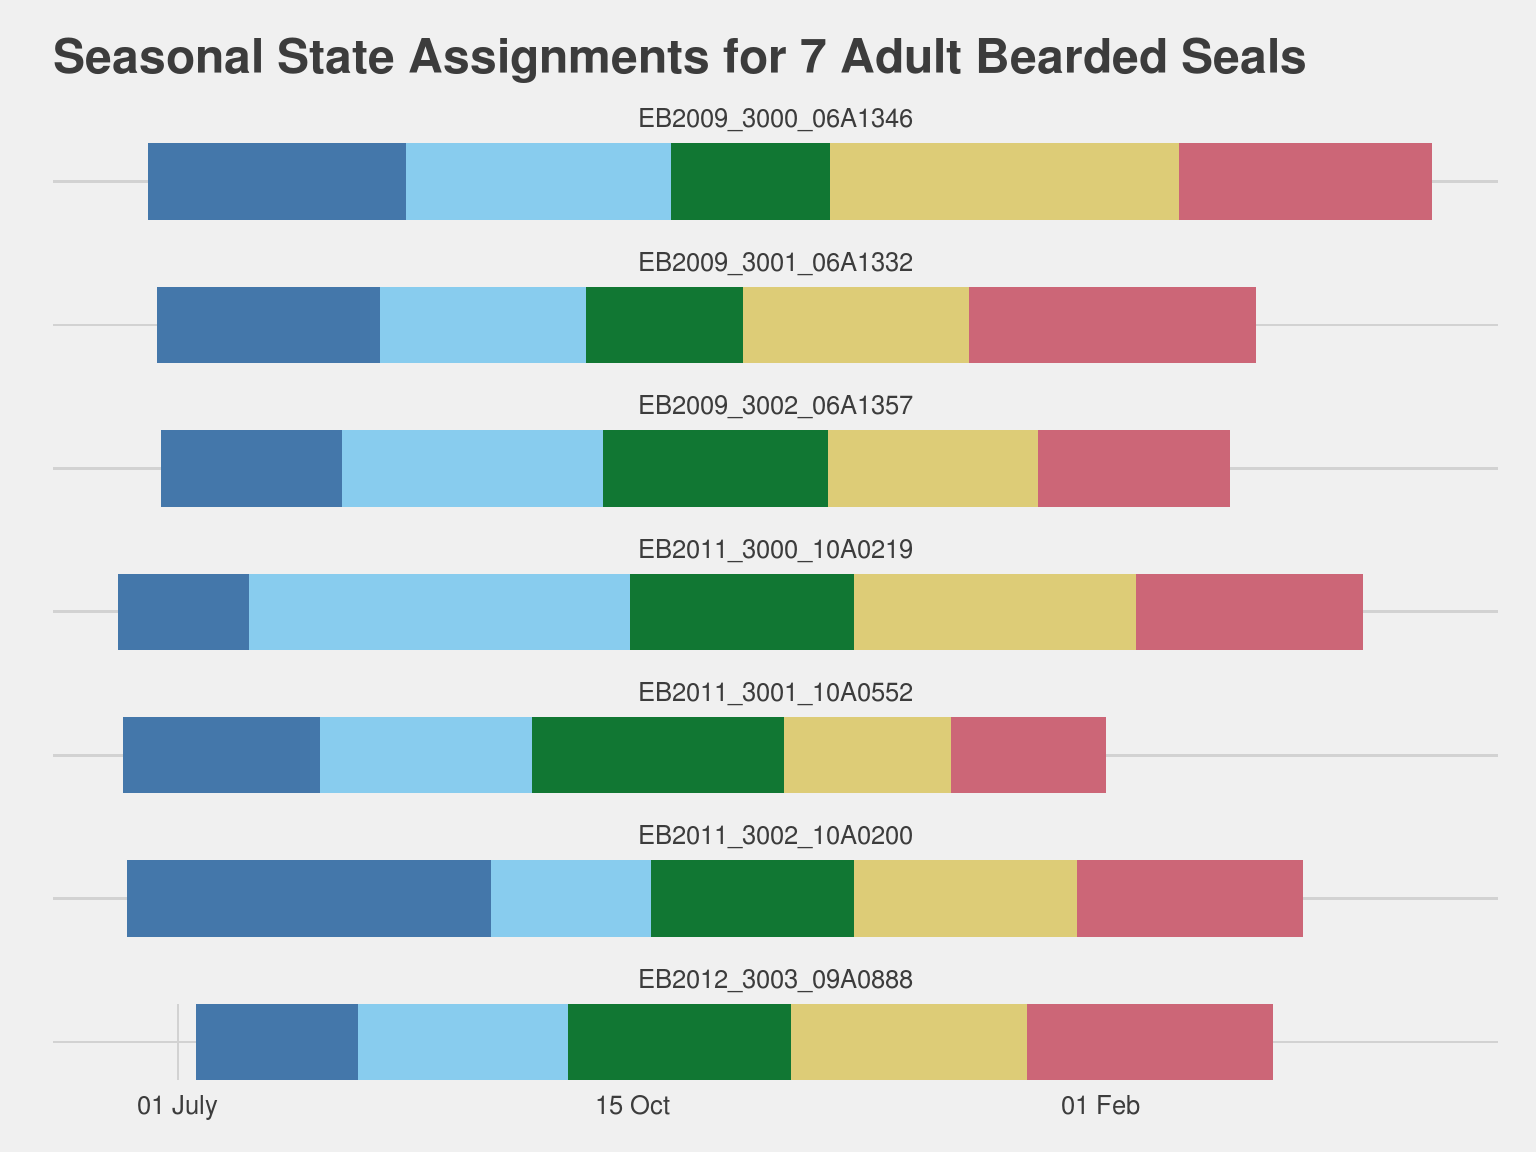 Seasonal State Assignments for 7 Adult Bearded Seals
EB2009_3000_06A1346
EB2009_3001_06A1332
EB2009_3002_06A1357
EB2011_3000_10A0219
EB2011_3001_10A0552
EB2011_3002_10A0200
EB2012_3003_09A0888
01 July 15 Oct 01 Feb